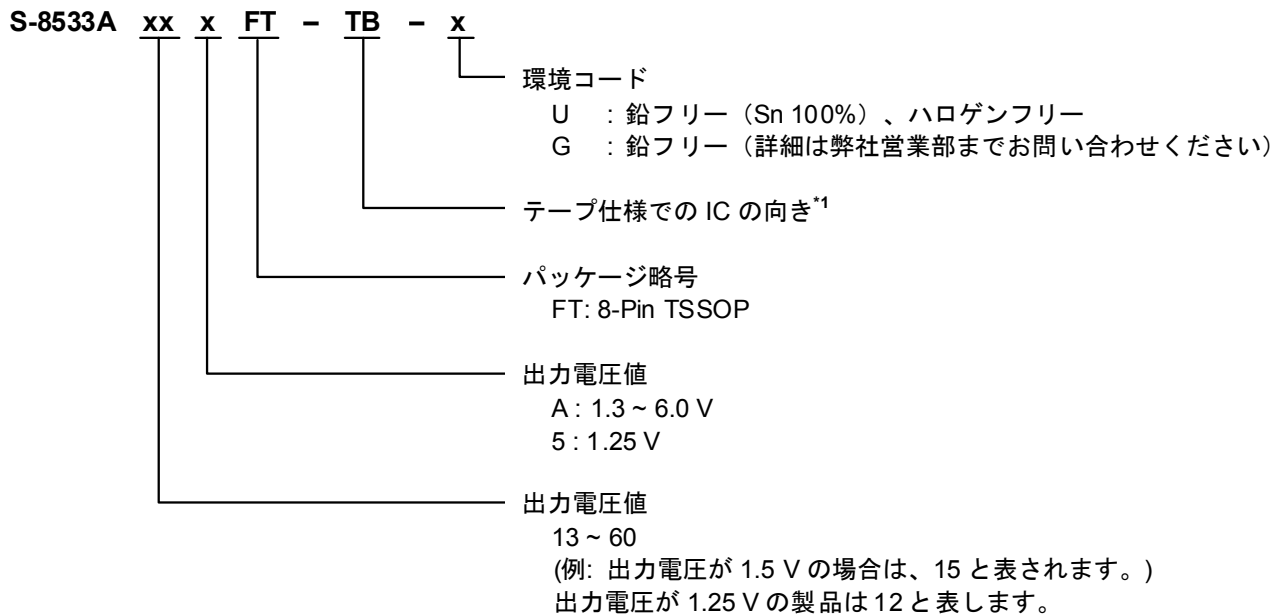 S-8533A xx x FT – TB – x
環境コード
U : 鉛フリー（Sn 100%）、ハロゲンフリー
G : 鉛フリー（詳細は弊社営業部までお問い合わせください）
テープ仕様での IC の向き*1
パッケージ略号
FT: 8-Pin TSSOP
出力電圧値
A : 1.3 ~ 6.0 V
5 : 1.25 V
出力電圧値
13 ~ 60
(例: 出力電圧が 1.5 V の場合は、15 と表されます。)
出力電圧が 1.25 V の製品は 12 と表します。